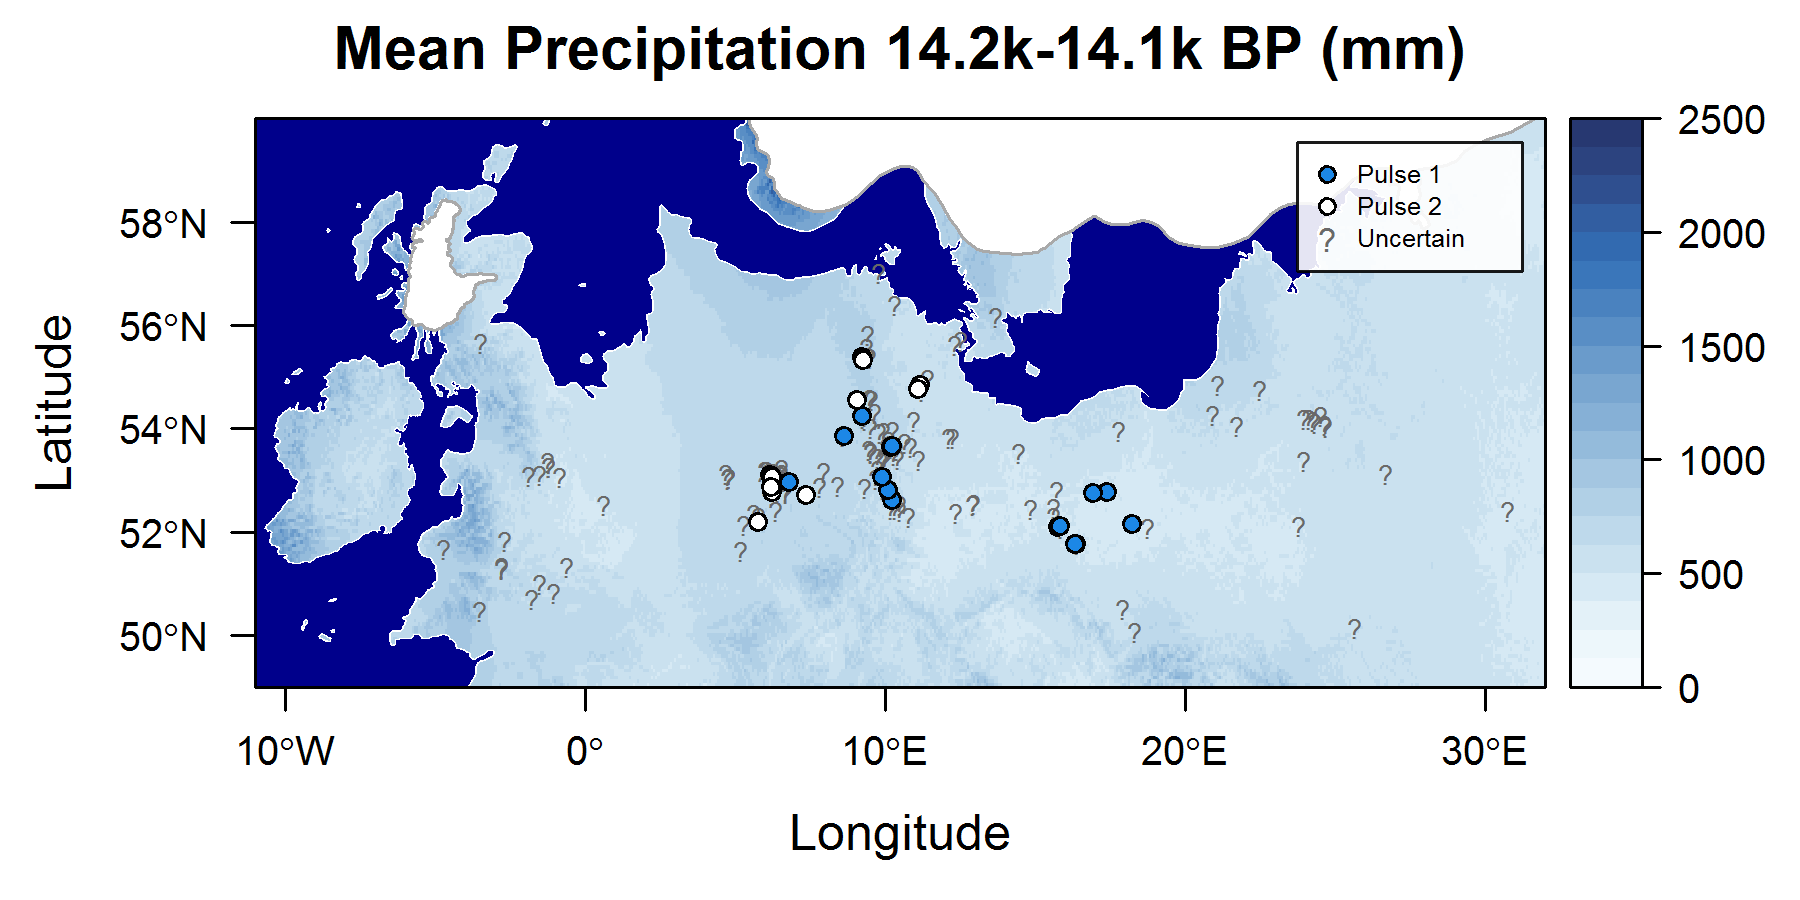 Mean Precipitation 14.2k-14.1k BP (mm)
Pulse 1
Pulse 2
? Uncertain
58°N
56°N
54°N
52°N
50°N
Latitude
10°W
0°
10°E
20°E
30°E
Longitude
2500
2000
1500
1000
500
0